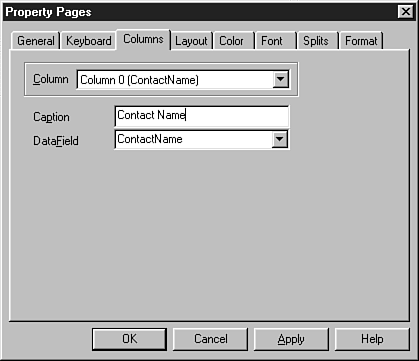 Property Pages
General Keyboard Columns Layout Color Font Splits Format
Column Column 0 (ContactName)
Caption Contact Name
DataField ContactName
OK Cancel Apply Help